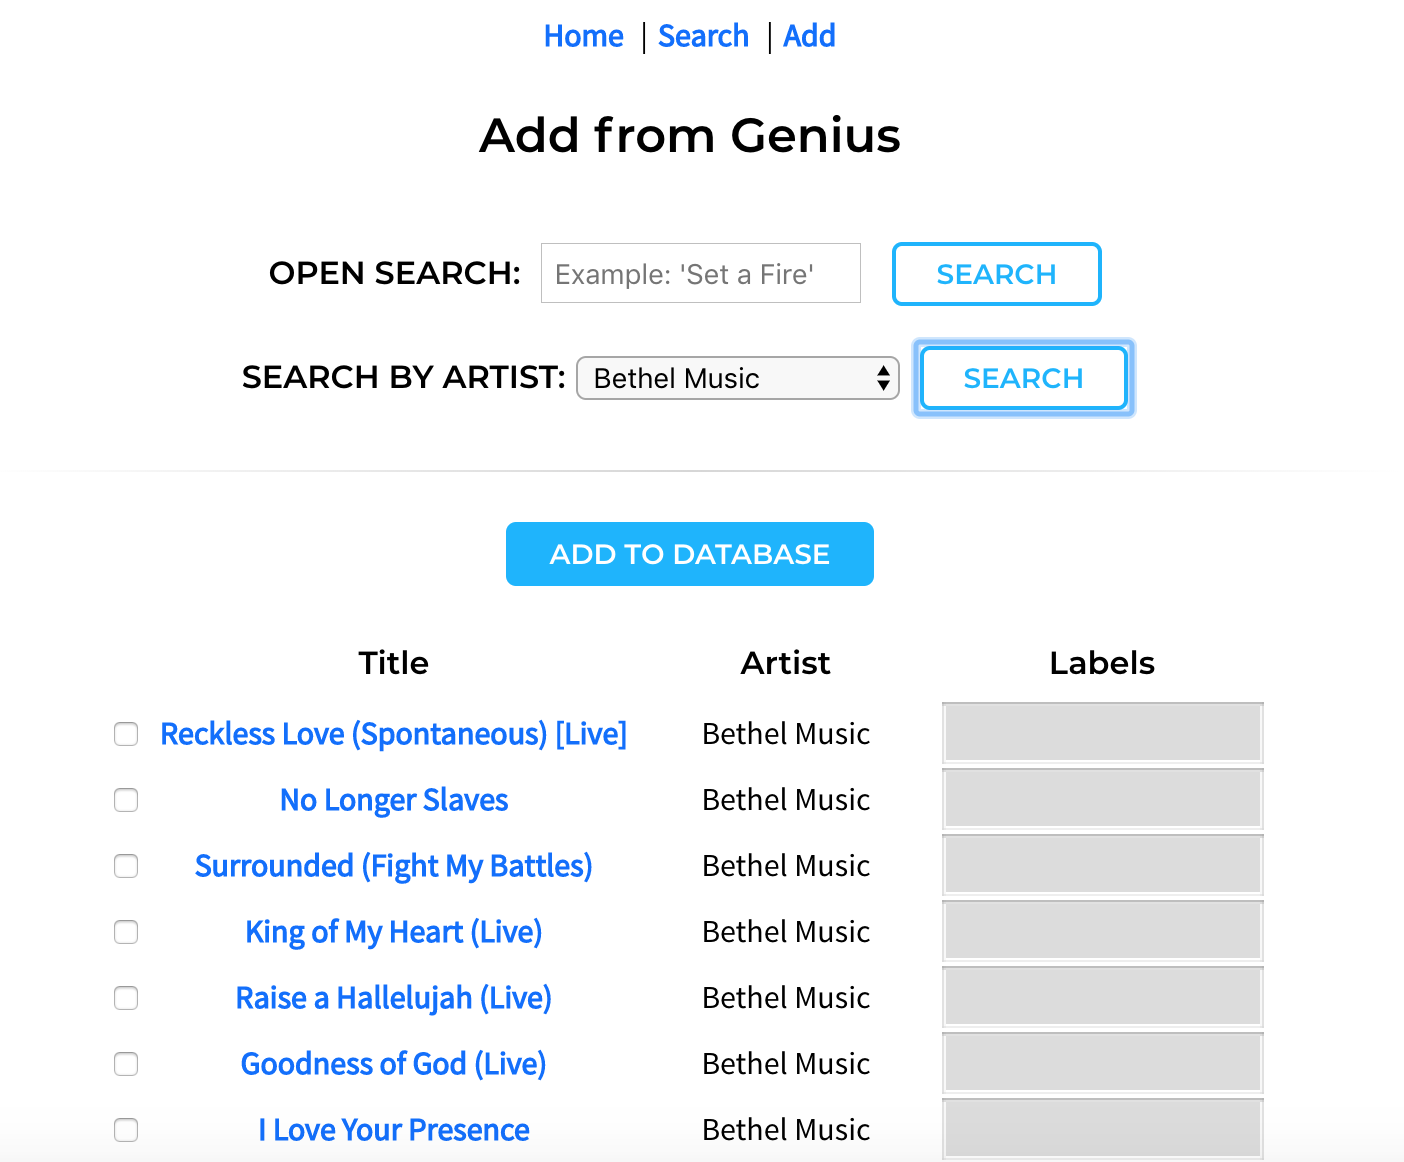 Home | Search | Add
Add from Genius
OPEN SEARCH: Example: 'Set a Fire' SEARCH
SEARCH BY ARTIST: Bethel Music SEARCH
ADD TO DATABASE
Title Artist Labels
Reckless Love (Spontaneous) [Live] Bethel Music
No Longer Slaves Bethel Music
Surrounded (Fight My Battles) Bethel Music
King of My Heart (Live) Bethel Music
Raise a Hallelujah (Live) Bethel Music
Goodness of God (Live) Bethel Music
I Love Your Presence Bethel Music